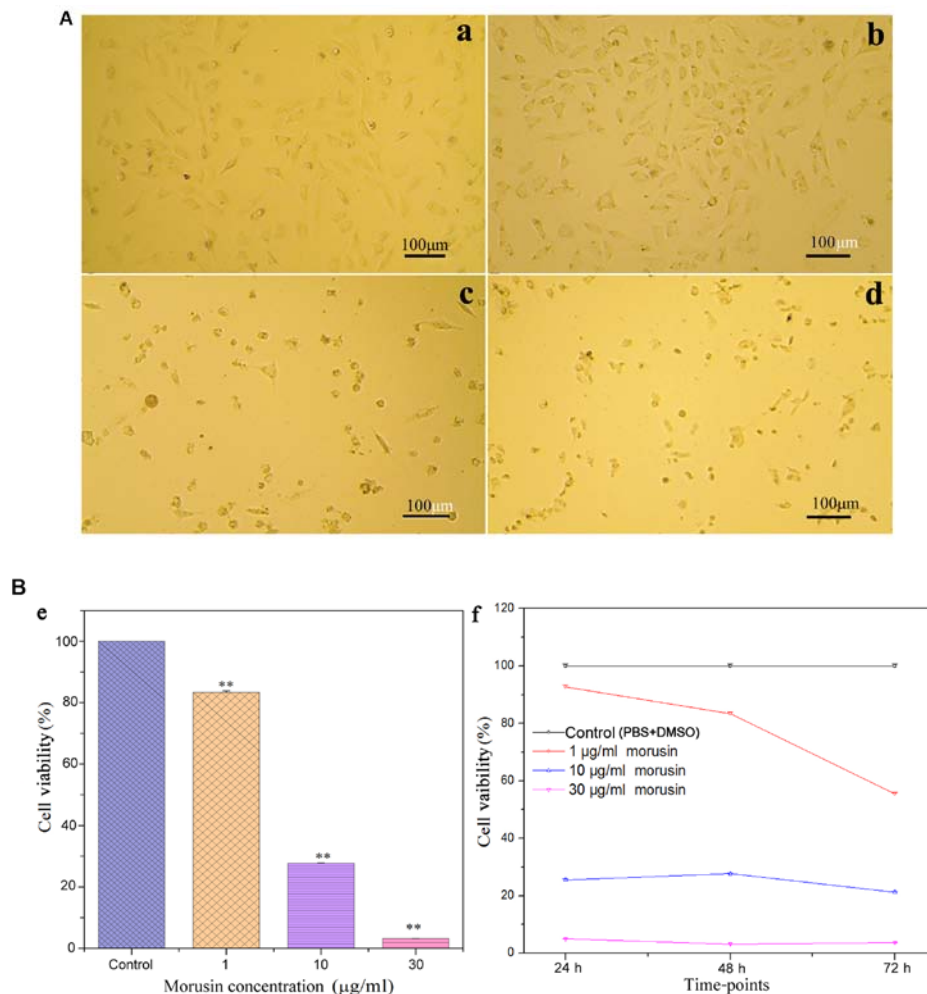 A
a
b
100μm
100μm
c
d
100μm
100μm
B
e
Cell viability (%)
100
80
60
40
20
0
**
**
**
Control
1
10
30
Morusin concentration (μg/ml)
f
Cell vaibility (%)
120
100
80
60
40
20
0
Control (PBS+DMSO)
1 μg/ml morusin
10 μg/ml morusin
30 μg/ml morusin
24 h
48 h
72 h
Time-points